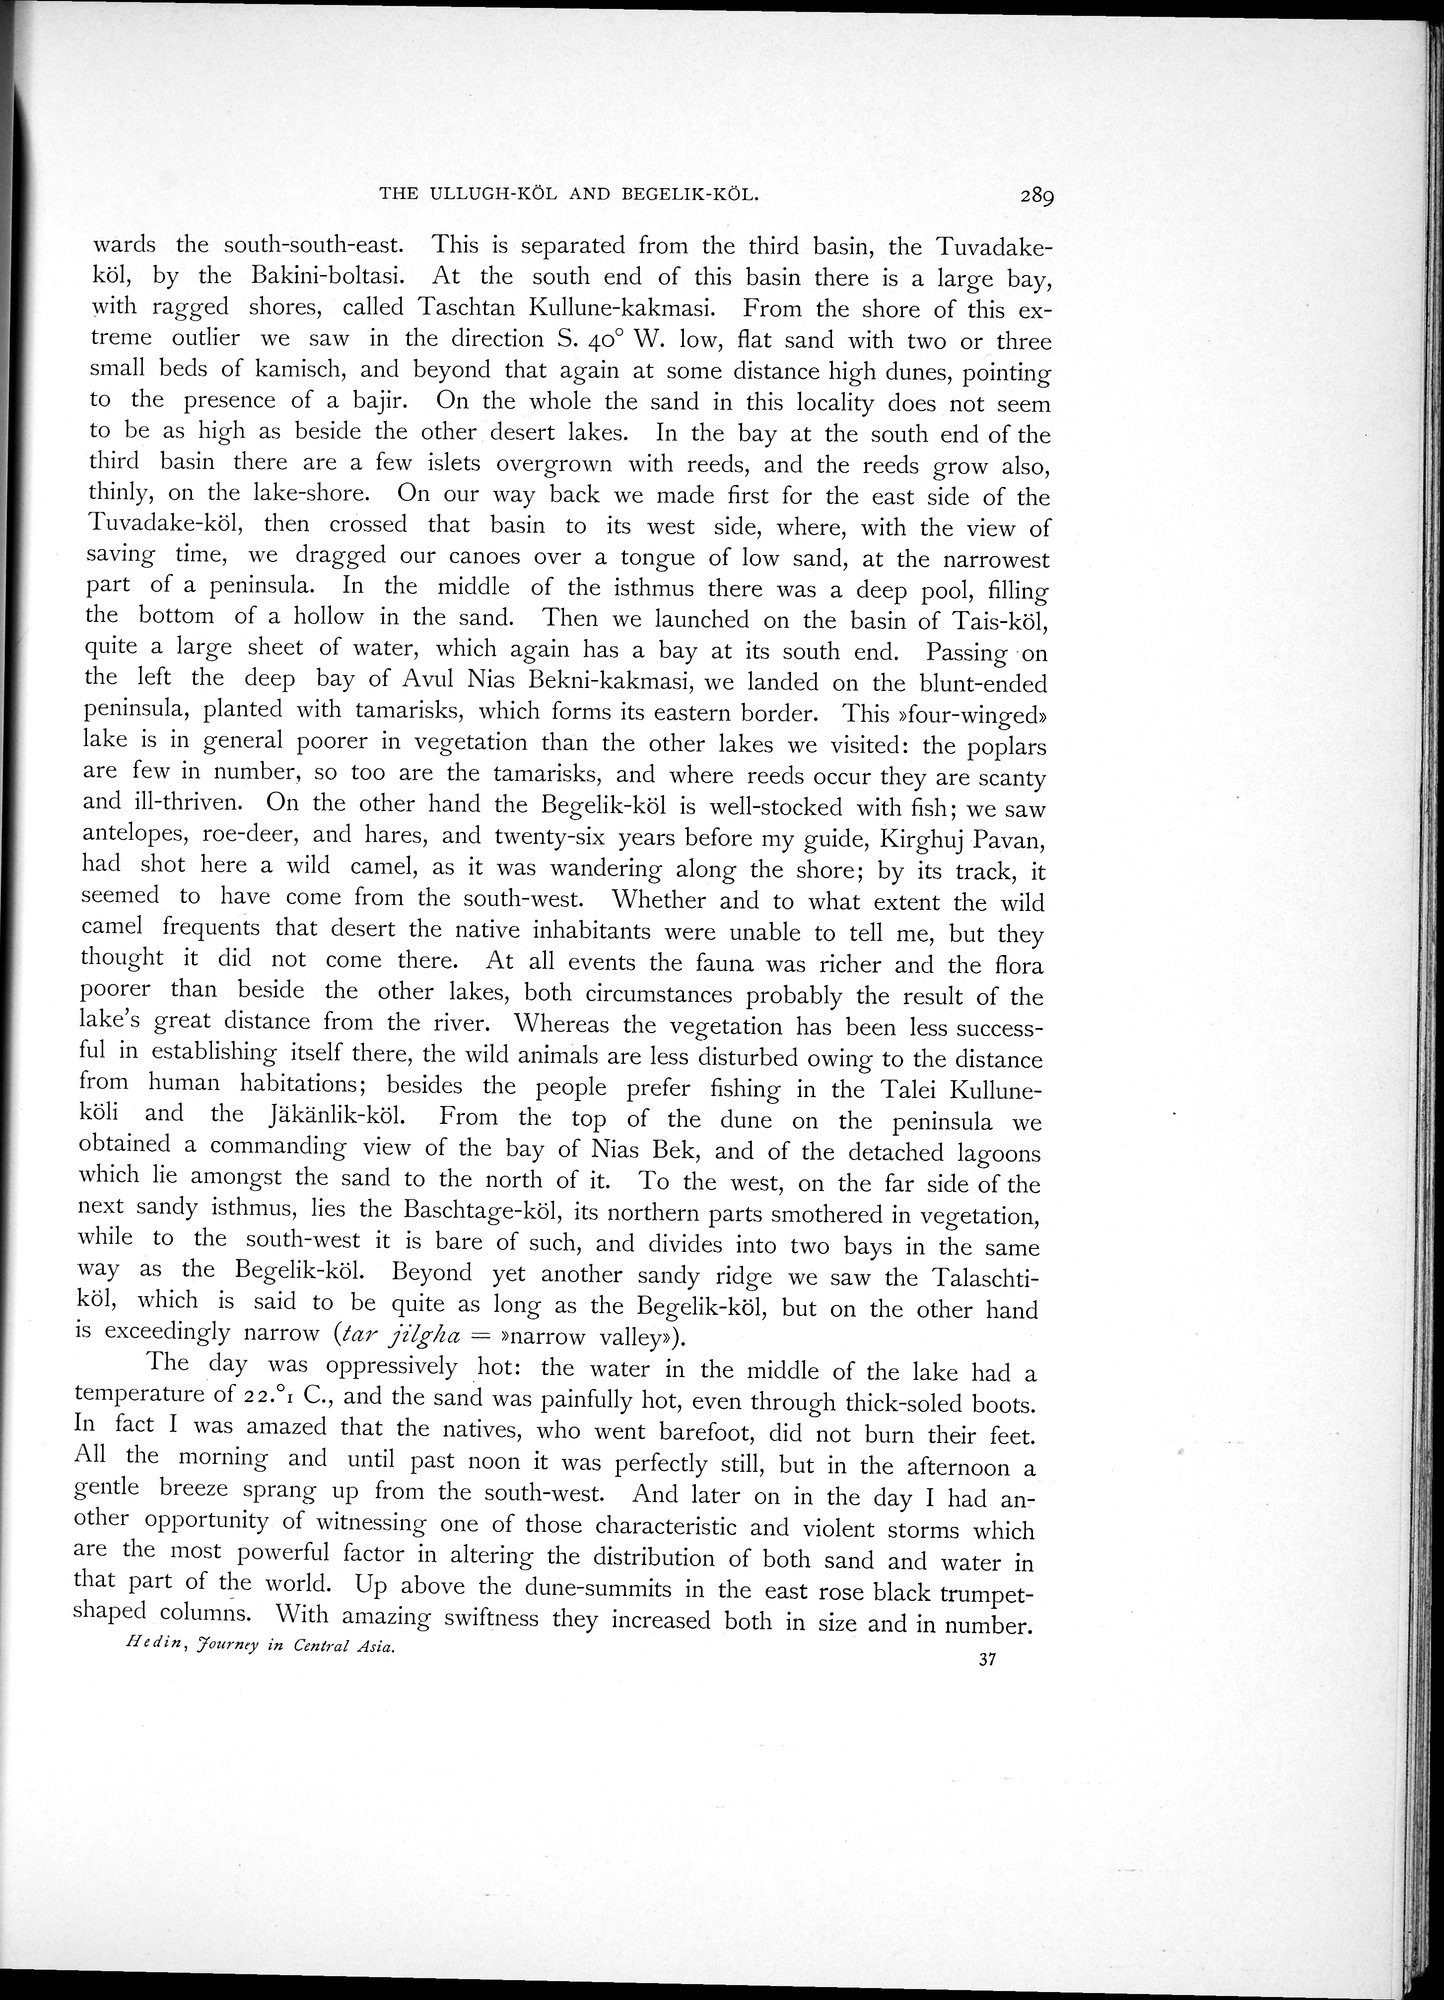 THE ULLUGH-KÖL AND BEGELIK-KÖL. 289
wards the south-south-east. This is separated from the third basin, the Tuvadake-
köl, by the Bakini-boltasi. At the south end of this basin there is a large bay,
with ragged shores, called Taschtan Kullune-kakmasi. From the shore of this ex-
treme outlier we saw in the direction S. 40° W. low, flat sand with two or three
small beds of kamisch, and beyond that again at some distance high dunes, pointing
to the presence of a bajir. On the whole the sand in this locality does not seem
to be as high as beside the other desert lakes. In the bay at the south end of the
third basin there are a few islets overgrown with reeds, and the reeds grow also,
thinly, on the lake-shore. On our way back we made first for the east side of the
Tuvadake-köl, then crossed that basin to its west side, where, with the view of
saving time, we dragged our canoes over a tongue of low sand, at the narrowest
part of a peninsula. In the middle of the isthmus there was a deep pool, filling
the bottom of a hollow in the sand. Then we launched on the basin of Tais-köl,
quite a large sheet of water, which again has a bay at its south end. Passing on
the left the deep bay of Avul Nias Bekni-kakmasi, we landed on the blunt-ended
peninsula, planted with tamarisks, which forms its eastern border. This »four-winged»
lake is in general poorer in vegetation than the other lakes we visited: the poplars
are few in number, so too are the tamarisks, and where reeds occur they are scanty
and ill-thriven. On the other hand the Begelik-köl is well-stocked with fish; we saw
antelopes, roe-deer, and hares, and twenty-six years before my guide, Kirghuj Pavan,
had shot here a wild camel, as it was wandering along the shore; by its track, it
seemed to have come from the south-west. Whether and to what extent the wild
camel frequents that desert the native inhabitants were unable to tell me, but they
thought it did not come there. At all events the fauna was richer and the flora
poorer than beside the other lakes, both circumstances probably the result of the
lake's great distance from the river. Whereas the vegetation has been less success-
ful in establishing itself there, the wild animals are less disturbed owing to the distance
from human habitations; besides the people prefer fishing in the Talei Kullune-
köli and the Jäkänlik-köl. From the top of the dune on the peninsula we
obtained a commanding view of the bay of Nias Bek, and of the detached lagoons
which lie amongst the sand to the north of it. To the west, on the far side of the
next sandy isthmus, lies the Baschtage-köl, its northern parts smothered in vegetation,
while to the south-west it is bare of such, and divides into two bays in the same
way as the Begelik-köl. Beyond yet another sandy ridge we saw the Talaschti-
köl, which is said to be quite as long as the Begelik-köl, but on the other hand
is exceedingly narrow (tar jilgha = »narrow valley»).
The day was oppressively hot: the water in the middle of the lake had a
temperature of 22.°1 C., and the sand was painfully hot, even through thick-soled boots.
In fact I was amazed that the natives, who went barefoot, did not burn their feet.
All the morning and until past noon it was perfectly still, but in the afternoon a
gentle breeze sprang up from the south-west. And later on in the day I had an-
other opportunity of witnessing one of those characteristic and violent storms which
are the most powerful factor in altering the distribution of both sand and water in
that part of the world. Up above the dune-summits in the east rose black trumpet-
shaped columns. With amazing swiftness they increased both in size and in number.
Hedin, Journey in Central Asia. 37